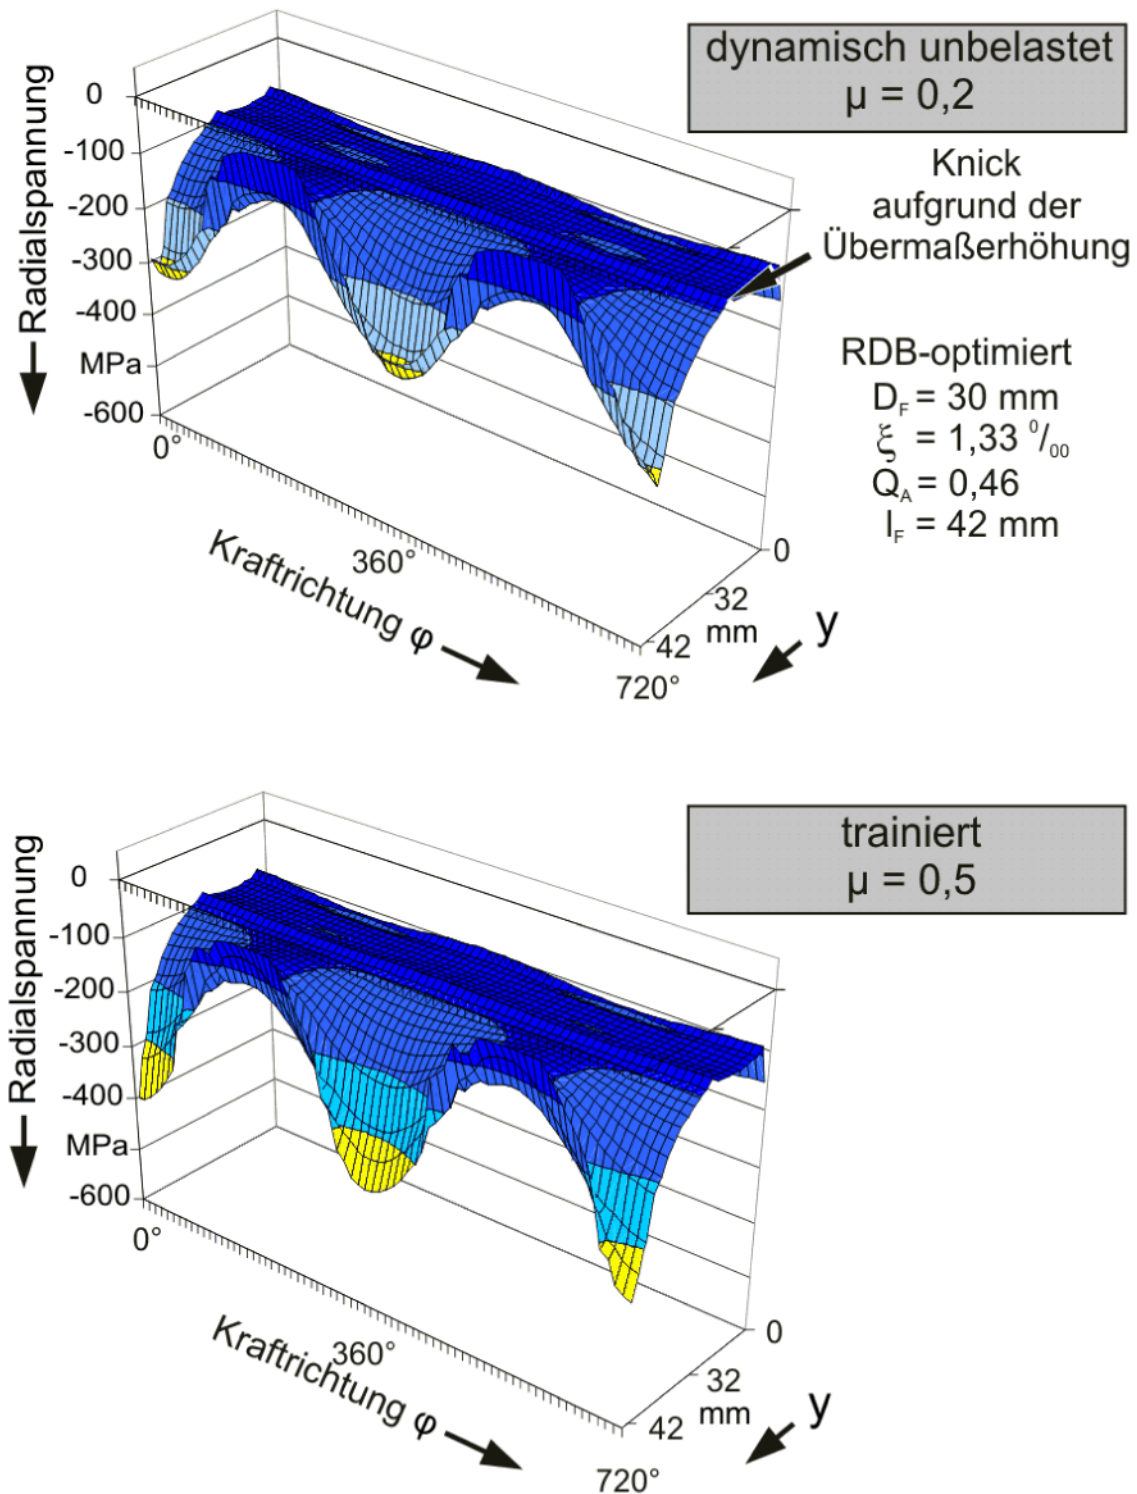 dynamisch unbelastet
µ = 0,2
Knick
aufgrund der
Übermaßerhöhung
RDB-optimiert
D_F = 30 mm
ξ = 1,33 ⁰/₀₀
Q_A = 0,46
l_F = 42 mm
Radialspannung
0
-100
-200
-300
-400
MPa
-600
0°
360°
720°
Kraftrichtung φ
0
32
mm
42
y
trainiert
µ = 0,5
Radialspannung
0
-100
-200
-300
-400
MPa
-600
0°
360°
720°
Kraftrichtung φ
0
32
mm
42
y